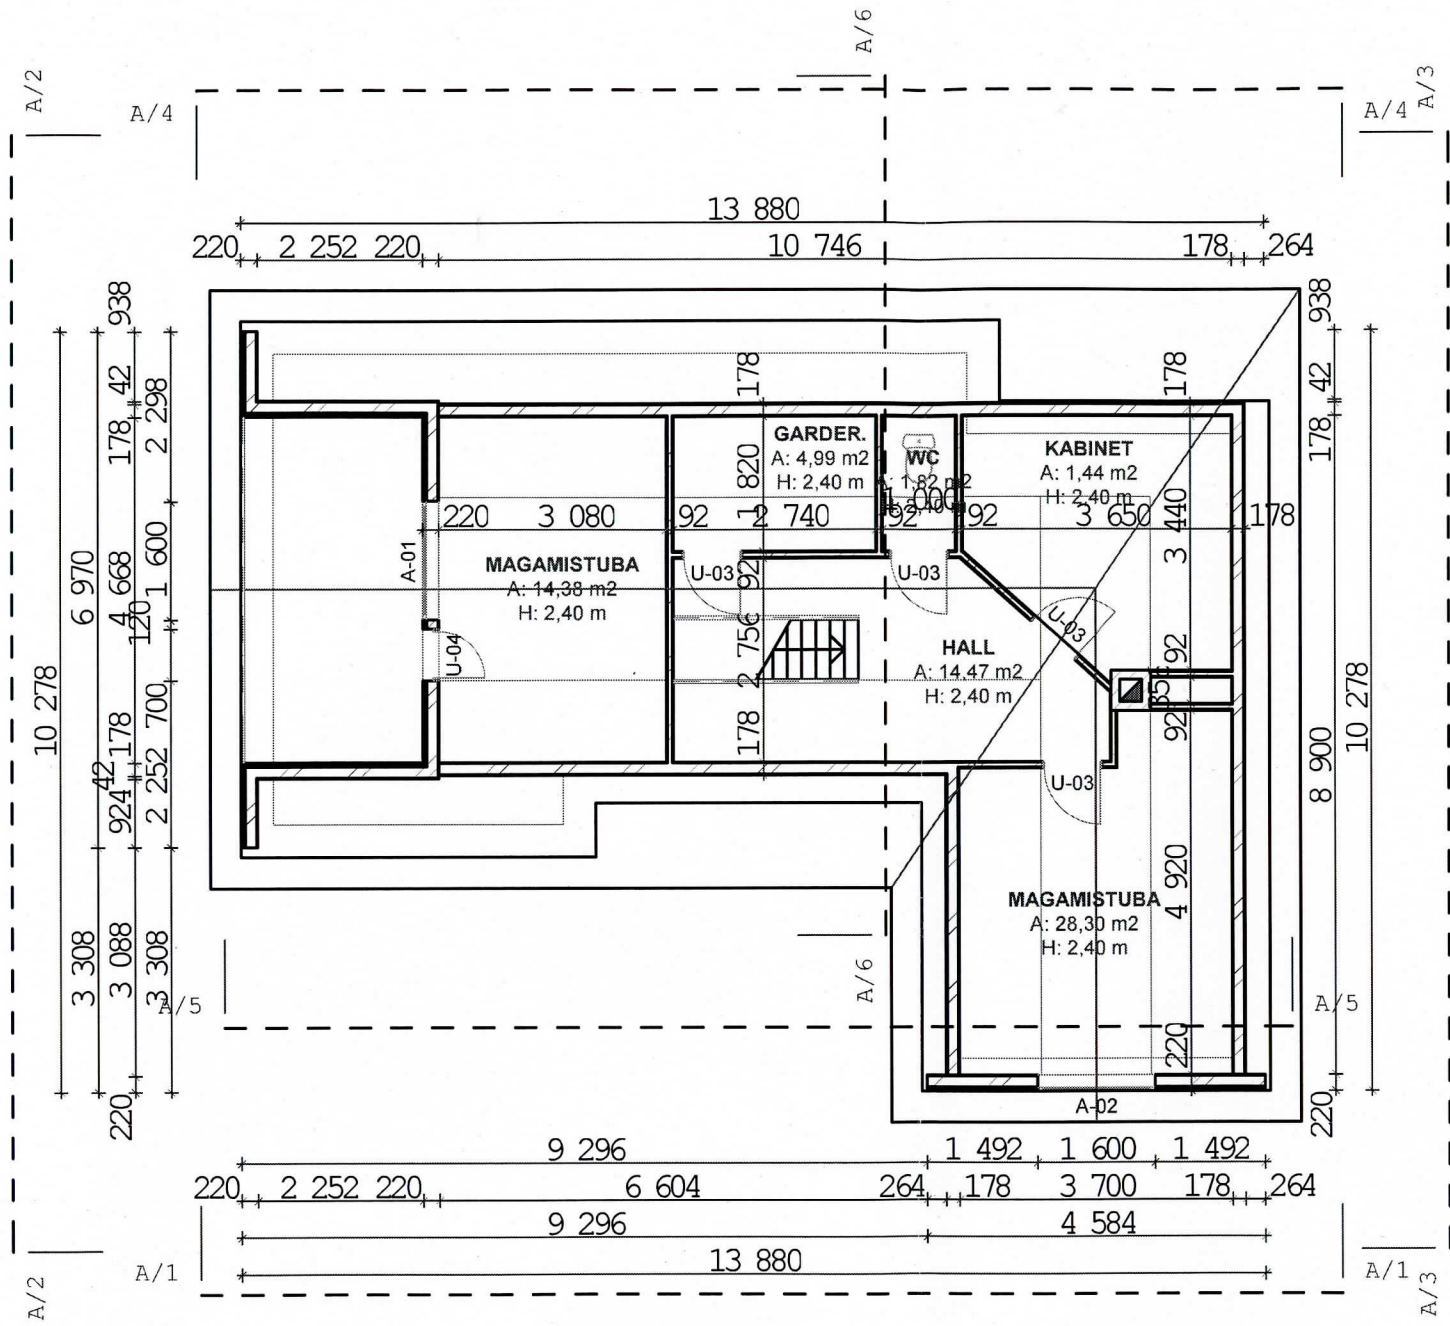 A/6
A/2
A/3
A/4
A/4
13 880
220 2 252 220 10 746 178 264
938
42
178
2 298
1 600
4 668
120
6 970
10 278
700
178
2 252
42
924
3 308
3 088
3 308
220
938
42
178
8 900
10 278
220
178
GARDER.
A: 4,99 m2
H: 2,40 m
1 820
WC
A: 1,82 m2
1 000
KABINET
A: 1,44 m2
H: 2,40 m
178
3 440
220 3 080 92 2 740 92 92 3 650 178
A-01
MAGAMISTUBA
A: 14,38 m2
H: 2,40 m
U-03
92
U-03
U-03
2 756
U-04
HALL
A: 14,47 m2
H: 2,40 m
92
92
178
U-03
MAGAMISTUBA
A: 28,30 m2
H: 2,40 m
4 920
220
A/6
A/5
A/5
A-02
9 296 1 492 1 600 1 492
220 2 252 220 6 604 264 178 3 700 178 264
9 296 4 584
13 880
A/2
A/1
A/1
A/3